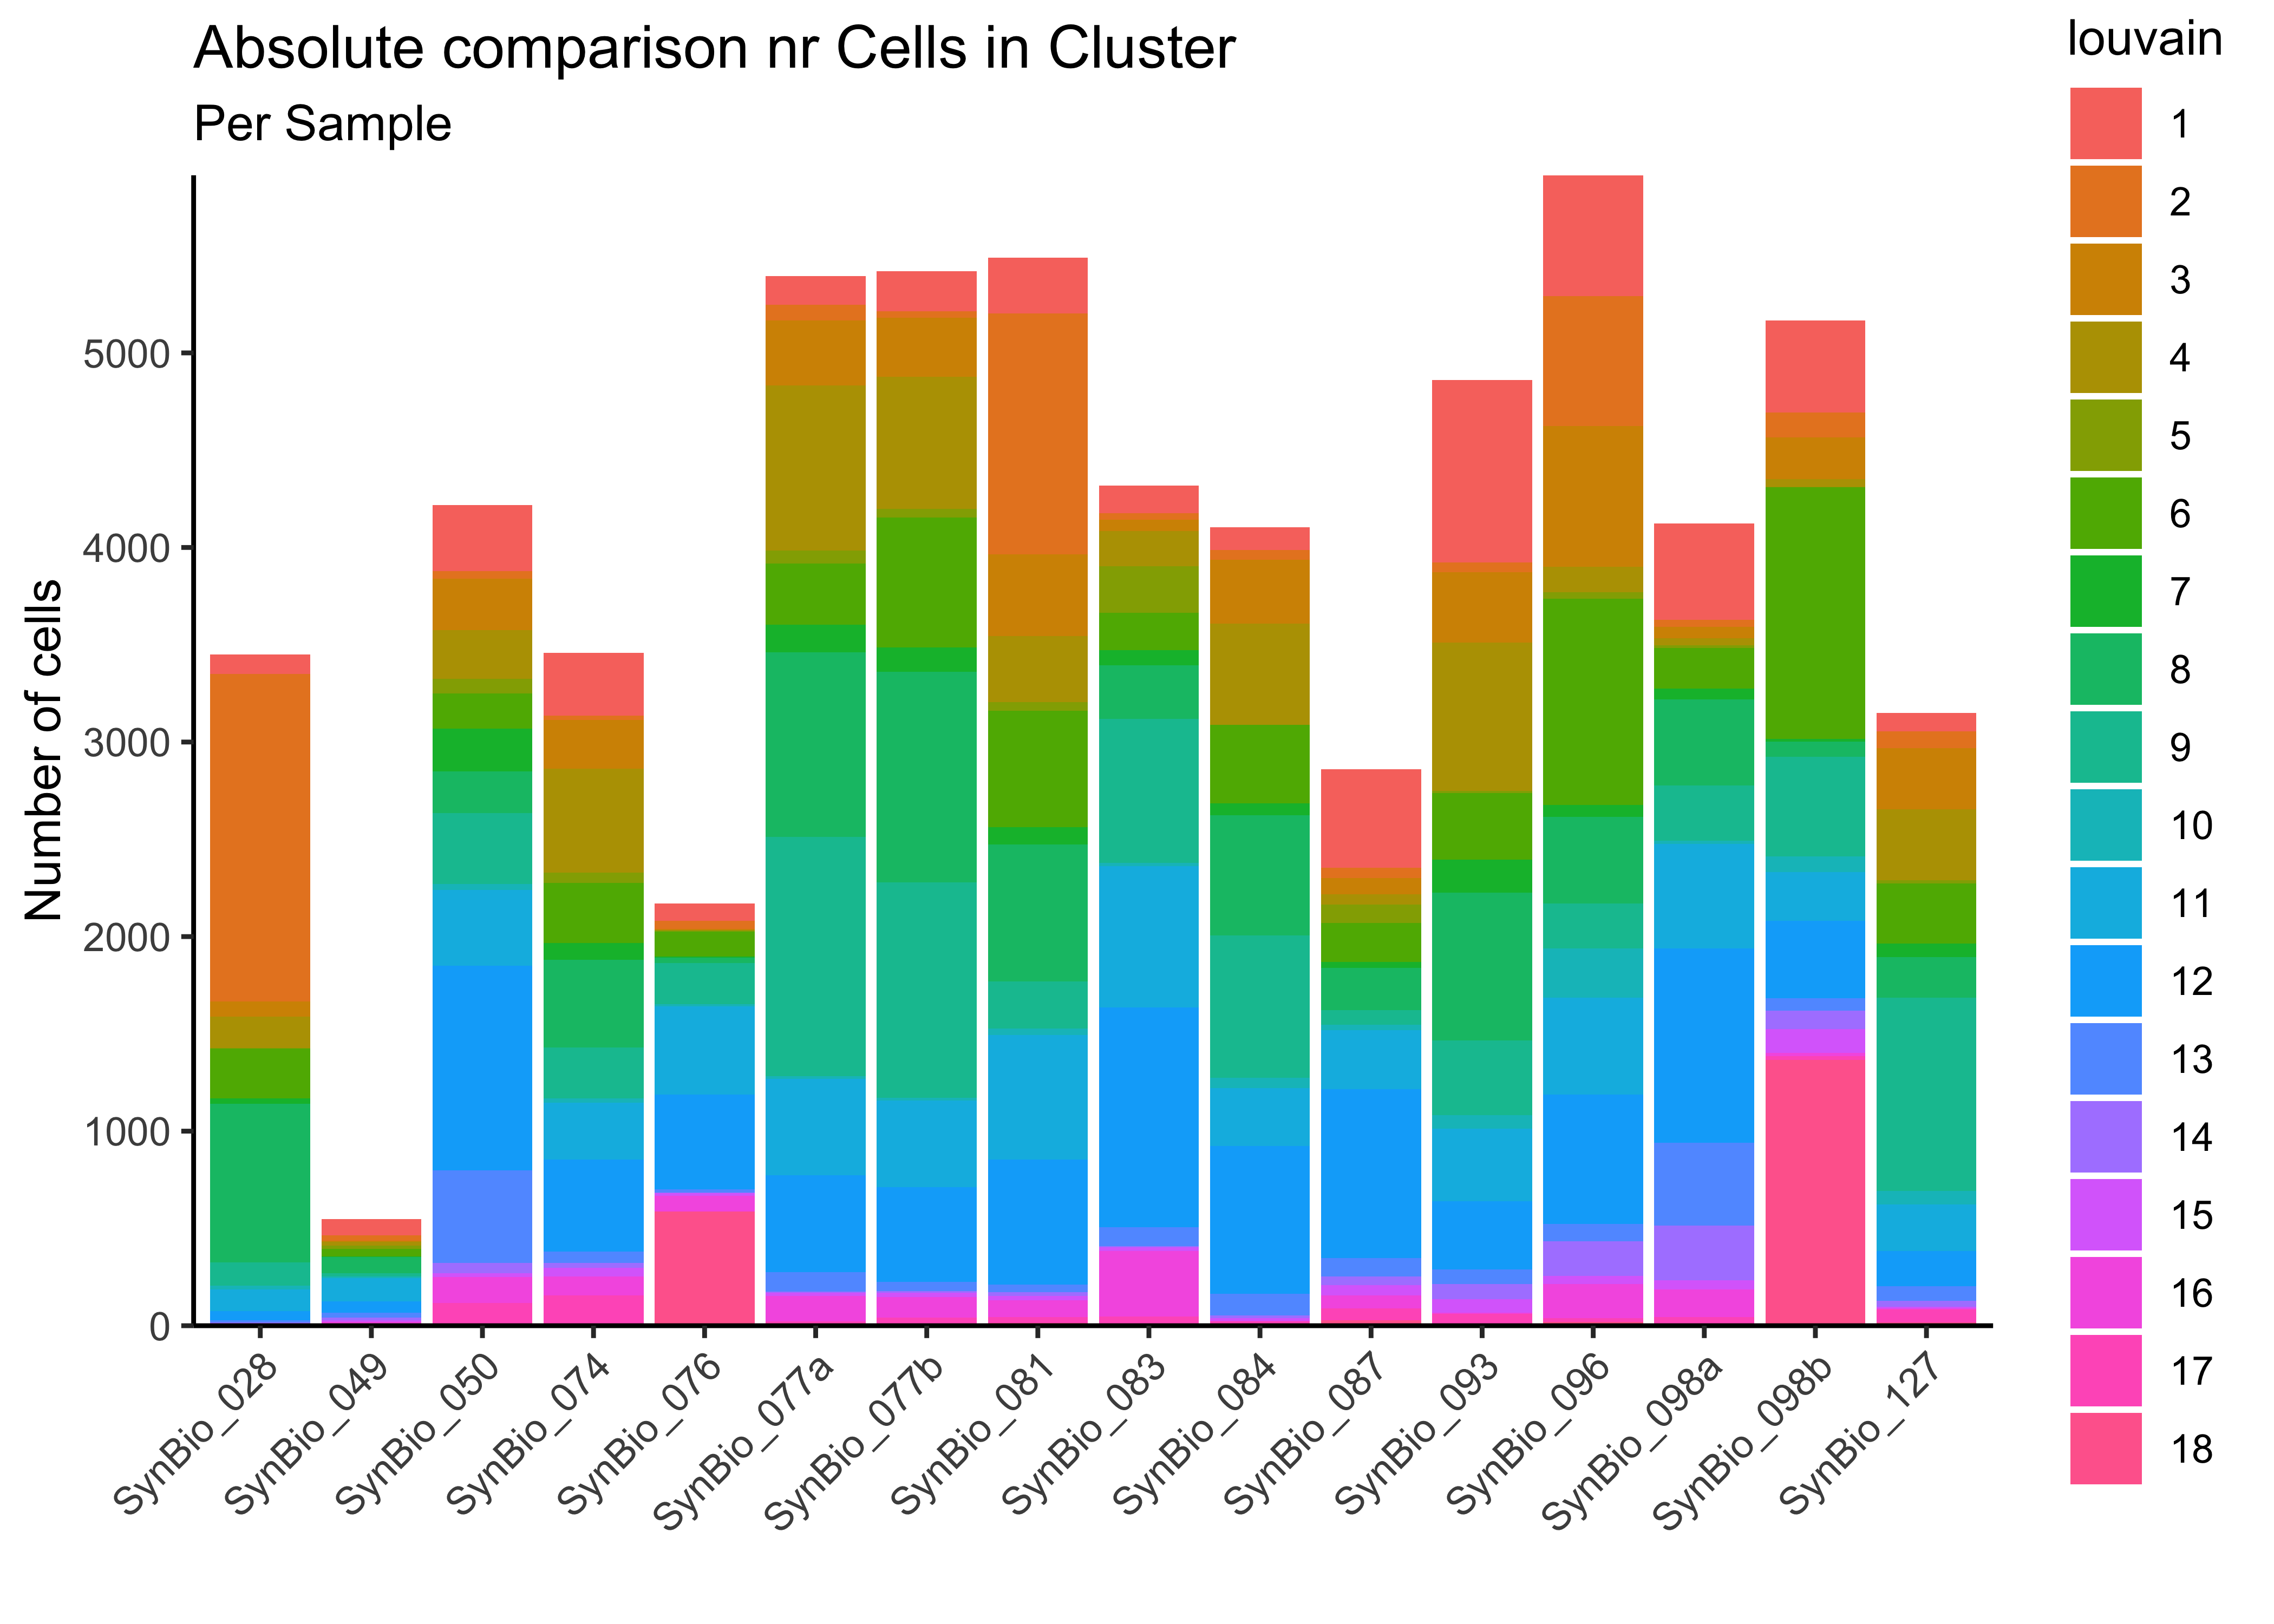 Absolute comparison nr Cells in Cluster
Per Sample
Number of cells
5000
4000
3000
2000
1000
0
SynBio_028
SynBio_049
SynBio_050
SynBio_074
SynBio_076
SynBio_077a
SynBio_077b
SynBio_081
SynBio_083
SynBio_084
SynBio_087
SynBio_093
SynBio_096
SynBio_098a
SynBio_098b
SynBio_127
louvain
1
2
3
4
5
6
7
8
9
10
11
12
13
14
15
16
17
18